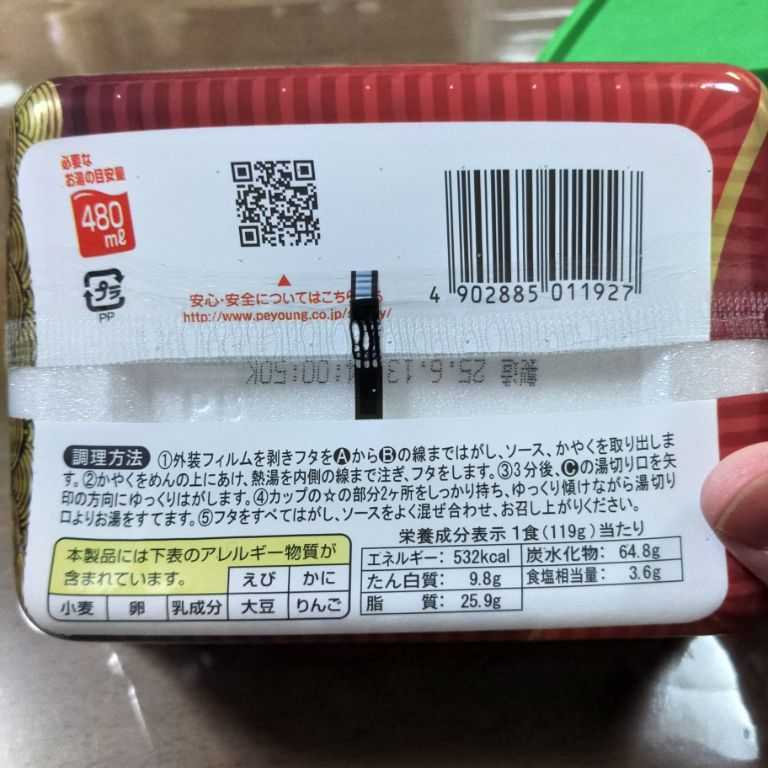 必要な
お湯の目安量
480
mℓ
プラ
PP
安心・安全についてはこち
http://www.peyoung.co.jp/
4 902885 011927
25.6.13
1:00:50K
調理方法 ①外装フィルムを剥きフタをⒶからⒷの線まではがし、ソース、かやくを取り出しま
す。②かやくをめんの上にあけ、熱湯を内側の線まで注ぎ、フタをします。③3分後、Ⓒの湯切り口を矢
印の方向にゆっくりはがします。④カップの☆の部分2ヶ所をしっかり持ち、ゆっくり傾けながら湯切り
口よりお湯をすてます。⑤フタをすべてはがし、ソースをよく混ぜ合わせ、お召し上がりください。
本製品には下表のアレルギー物質が
含まれています。 えび かに
小麦 卵 乳成分 大豆 りんご
栄養成分表示 1食(119g)当たり
エネルギー: 532kcal 炭水化物: 64.8g
たん白質: 9.8g 食塩相当量: 3.6g
脂 質: 25.9g